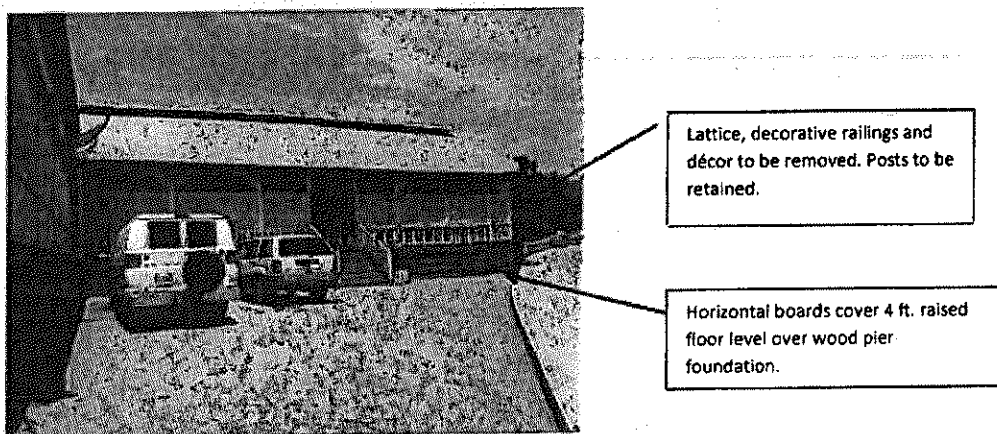 Lattice, decorative railings and
décor to be removed. Posts to be
retained.
Horizontal boards cover 4 ft. raised
floor level over wood pier
foundation.